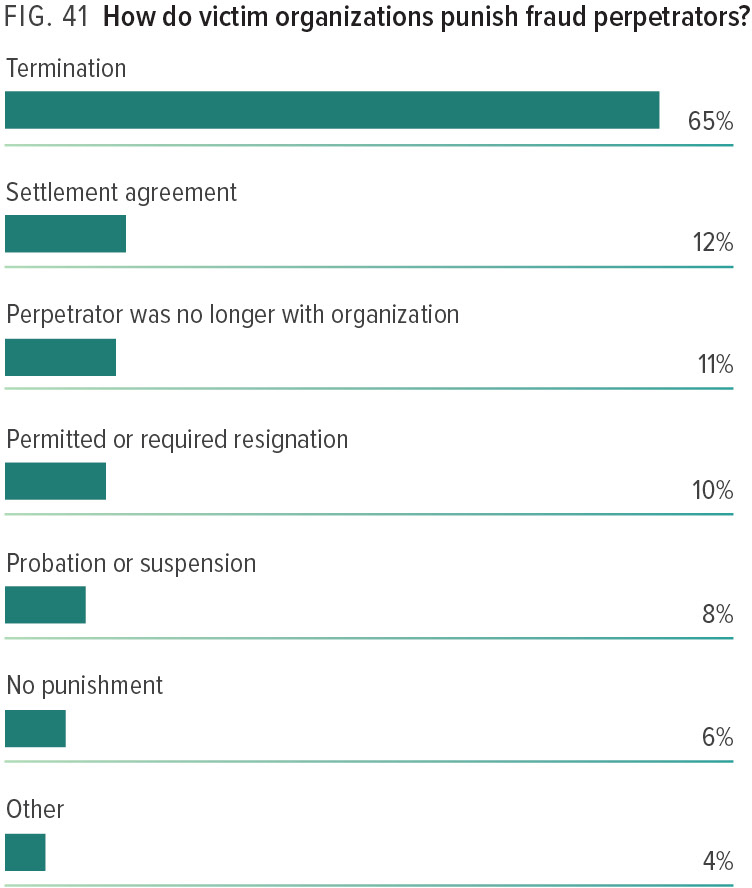 FIG. 41 How do victim organizations punish fraud perpetrators?
Termination
65%
Settlement agreement
12%
Perpetrator was no longer with organization
11%
Permitted or required resignation
10%
Probation or suspension
8%
No punishment
6%
Other
4%